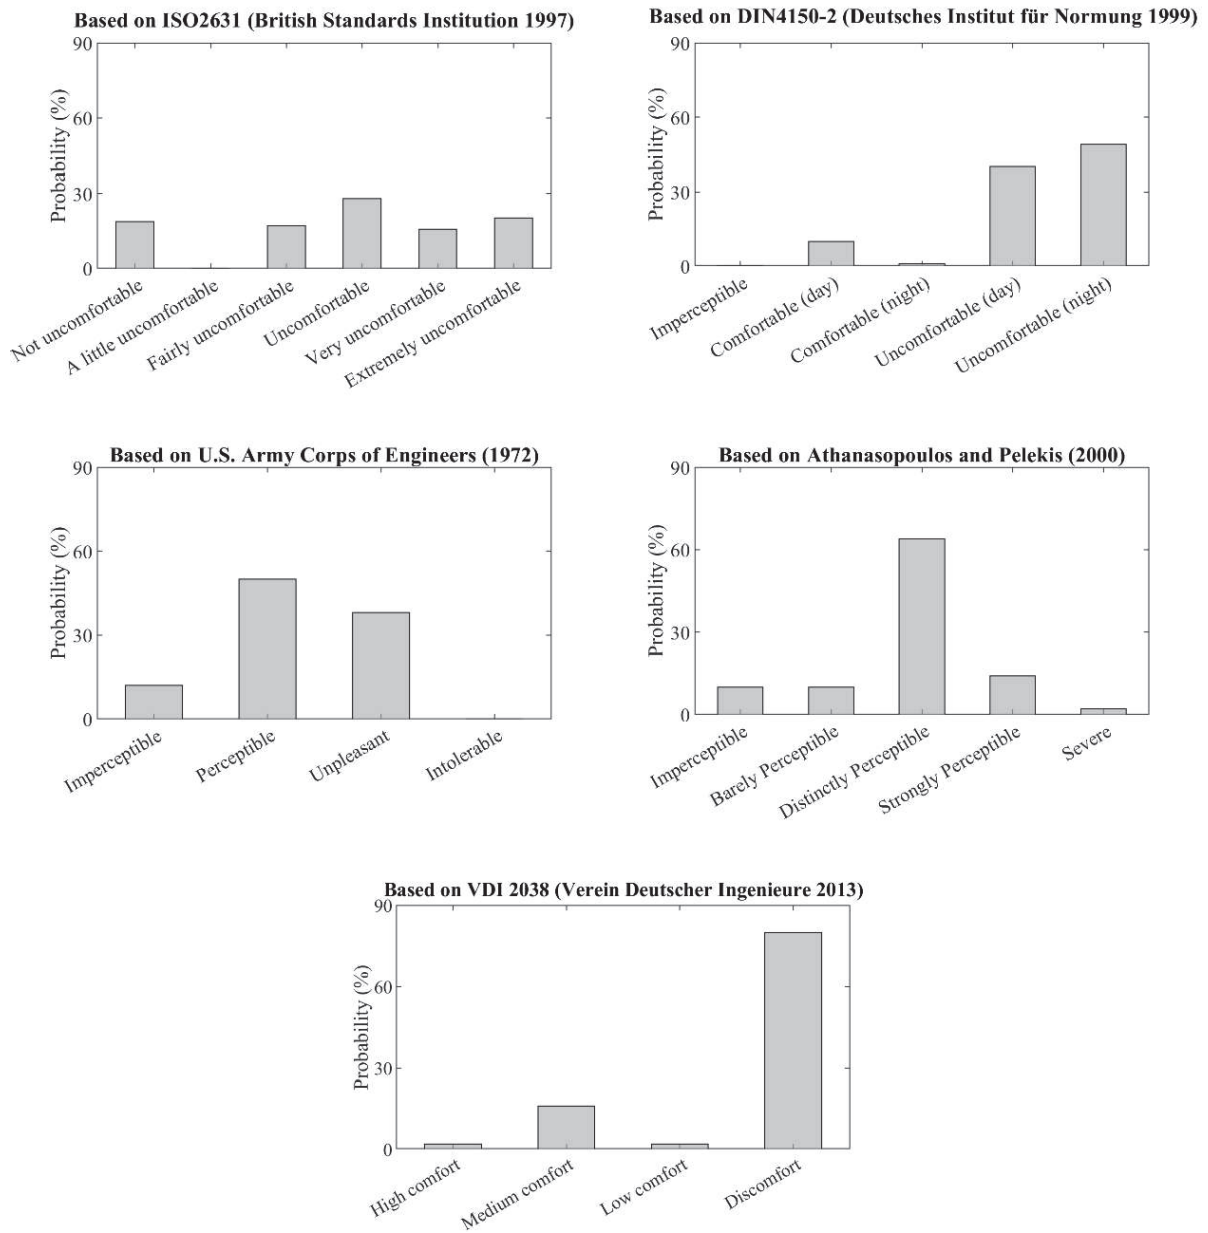 Based on ISO2631 (British Standards Institution 1997)
90
60
30
0
Probability (%)
Not uncomfortable
A little uncomfortable
Fairly uncomfortable
Uncomfortable
Very uncomfortable
Extremely uncomfortable
Based on DIN4150-2 (Deutsches Institut für Normung 1999)
90
60
30
0
Probability (%)
Imperceptible
Comfortable (day)
Comfortable (night)
Uncomfortable (day)
Uncomfortable (night)
Based on U.S. Army Corps of Engineers (1972)
90
60
30
0
Probability (%)
Imperceptible
Perceptible
Unpleasant
Intolerable
Based on Athanasopoulos and Pelekis (2000)
90
60
30
0
Probability (%)
Imperceptible
Barely Perceptible
Distinctly Perceptible
Strongly Perceptible
Severe
Based on VDI 2038 (Verein Deutscher Ingenieure 2013)
90
60
30
0
Probability (%)
High comfort
Medium comfort
Low comfort
Discomfort